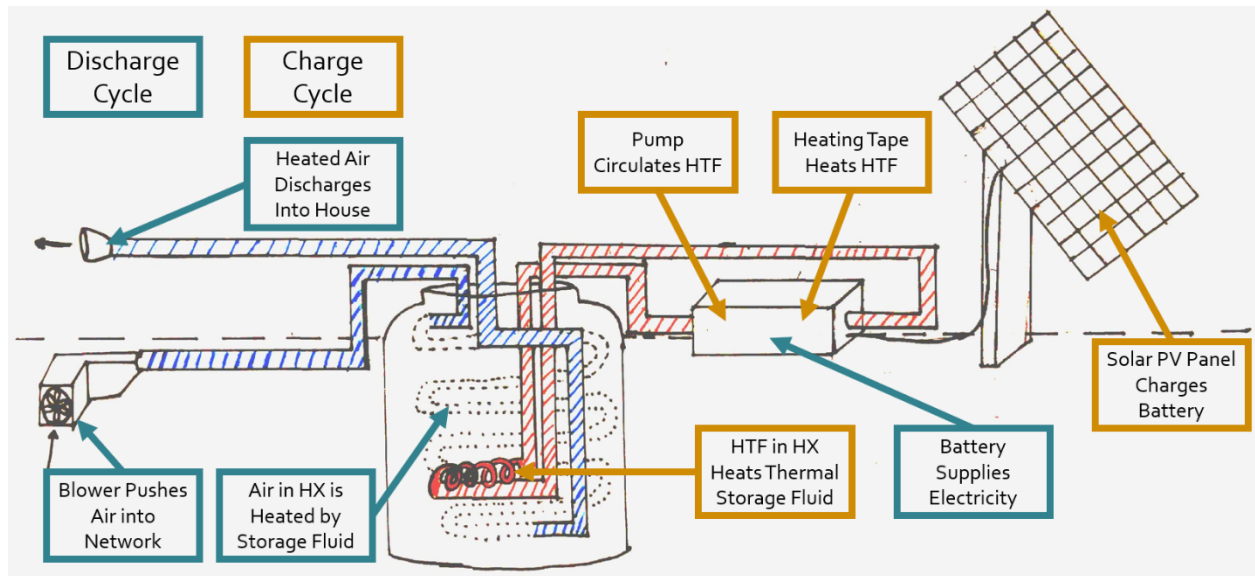 Discharge
Cycle
Charge
Cycle
Heated Air
Discharges
Into House
Pump
Circulates HTF
Heating Tape
Heats HTF
Solar PV Panel
Charges
Battery
Blower Pushes
Air into
Network
Air in HX is
Heated by
Storage Fluid
HTF in HX
Heats Thermal
Storage Fluid
Battery
Supplies
Electricity